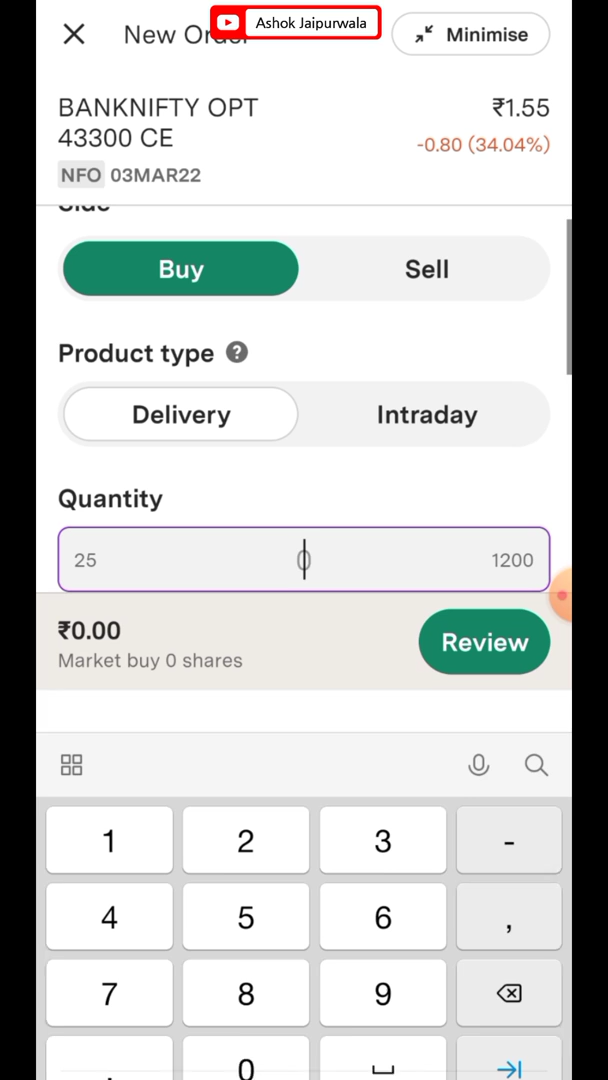 Ashok Jaipurwala
New Order
Minimise
BANKNIFTY OPT
43300 CE
₹1.55
-0.80 (34.04%)
NFO 03MAR22
Side
Buy
Sell
Product type ?
Delivery
Intraday
Quantity
25
0
1200
₹0.00
Market buy 0 shares
Review
1 2 3 -
4 5 6 ,
7 8 9
. 0